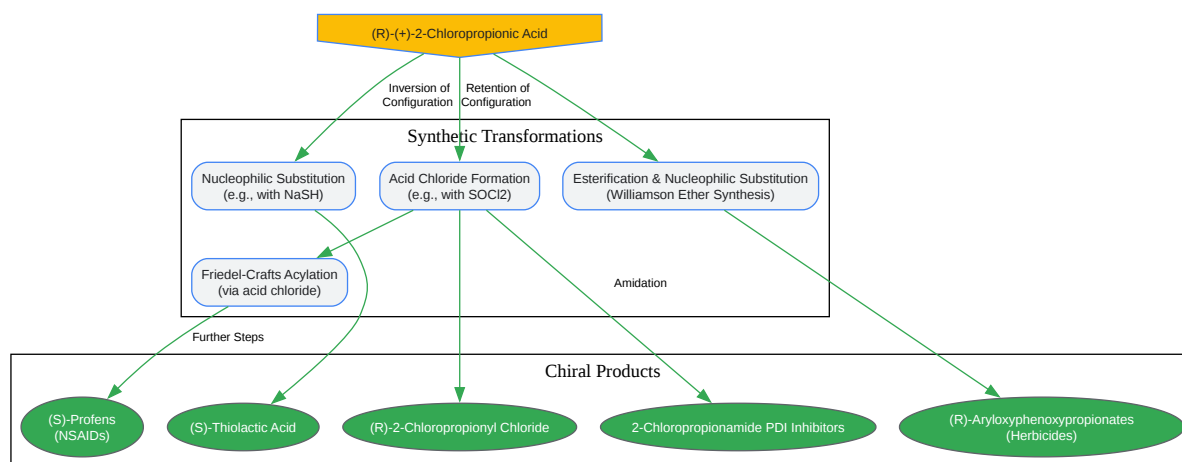 (R)-(+)-2-Chloropropionic Acid
Inversion of
Configuration
Retention of
Configuration
Synthetic Transformations
Nucleophilic Substitution
(e.g., with NaSH)
Acid Chloride Formation
(e.g., with SOCl2)
Esterification & Nucleophilic Substitution
(Williamson Ether Synthesis)
Friedel-Crafts Acylation
(via acid chloride)
Amidation
Further Steps
Chiral Products
(S)-Profens
(NSAIDs)
(S)-Thiolactic Acid
(R)-2-Chloropropionyl Chloride
2-Chloropropionamide PDI Inhibitors
(R)-Aryloxyphenoxypropionates
(Herbicides)